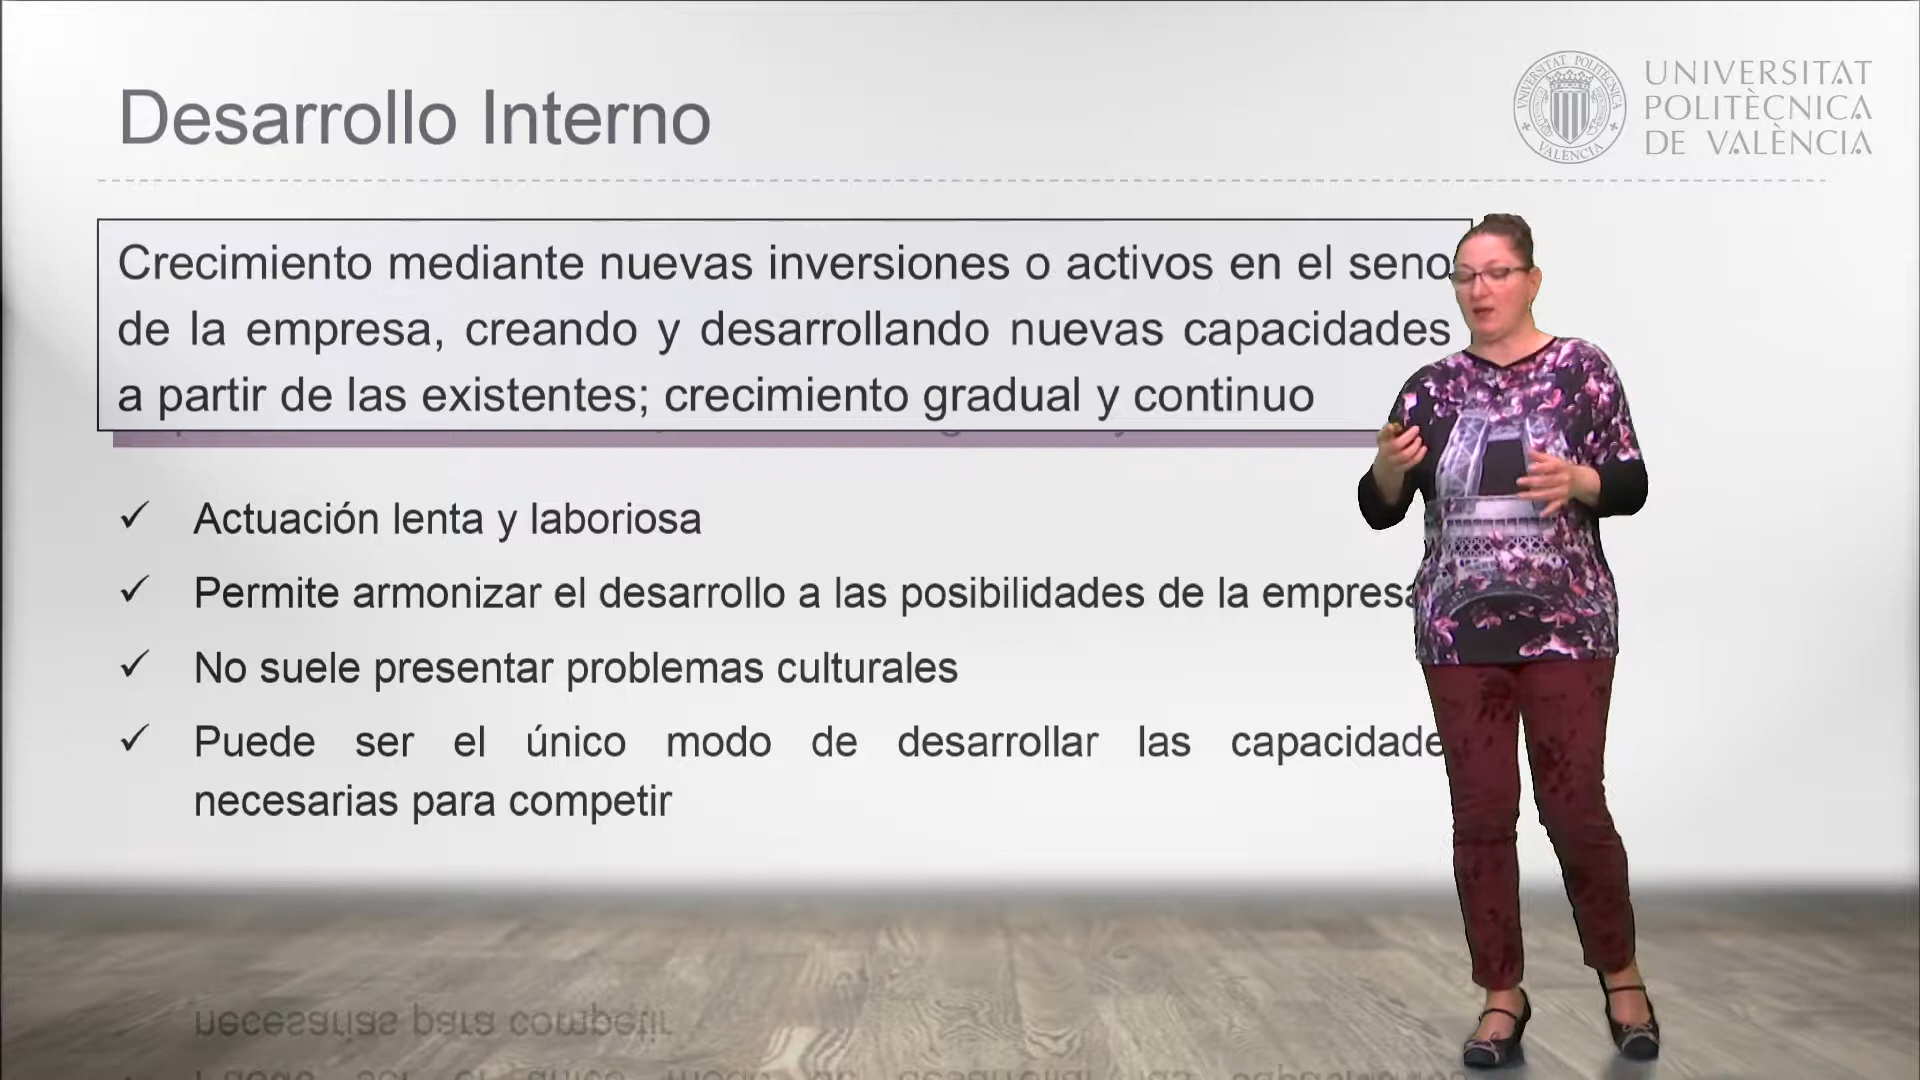 Desarrollo Interno
UNIVERSITAT
POLITÈCNICA
DE VALÈNCIA
Crecimiento mediante nuevas inversiones o activos en el seno
de la empresa, creando y desarrollando nuevas capacidades
a partir de las existentes; crecimiento gradual y continuo
✓ Actuación lenta y laboriosa
✓ Permite armonizar el desarrollo a las posibilidades de la empresa
✓ No suele presentar problemas culturales
✓ Puede ser el único modo de desarrollar las capacidade
necesarias para competir